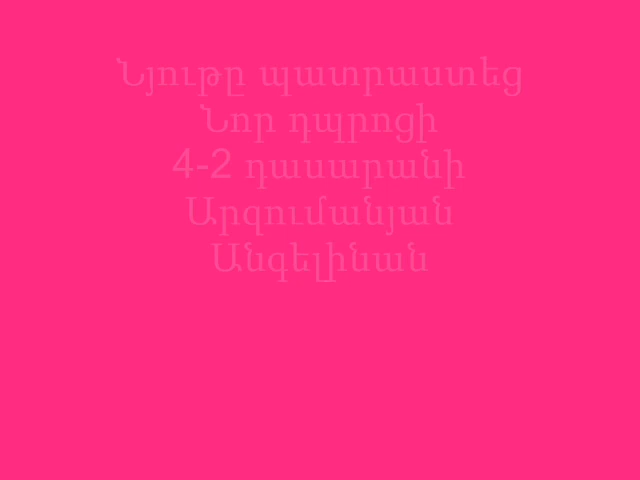 Նյութը պատրաստեց
Նոր դպրոցի
4-2 դասարանի
Արզումանյան
Անգելինան